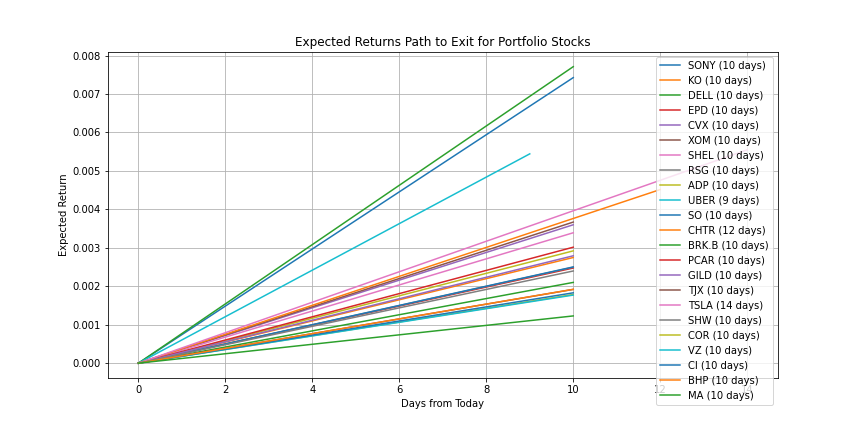 Expected Returns Path to Exit for Portfolio Stocks
0.008
0.007
0.006
0.005
0.004
0.003
0.002
0.001
0.000
Expected Return
0
2
4
6
8
10
12
Days from Today
SONY (10 days)
KO (10 days)
DELL (10 days)
EPD (10 days)
CVX (10 days)
XOM (10 days)
SHEL (10 days)
RSG (10 days)
ADP (10 days)
UBER (9 days)
SO (10 days)
CHTR (12 days)
BRK.B (10 days)
PCAR (10 days)
GILD (10 days)
TJX (10 days)
TSLA (14 days)
SHW (10 days)
COR (10 days)
VZ (10 days)
CI (10 days)
BHP (10 days)
MA (10 days)